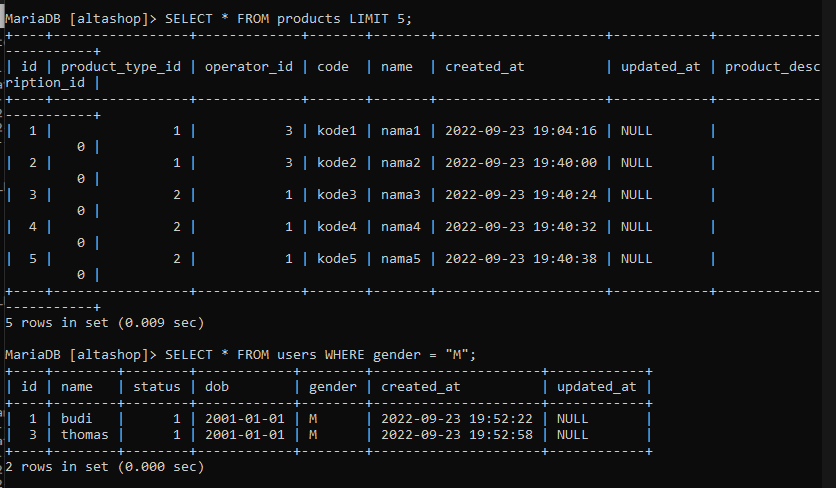 MariaDB [altashop]> SELECT * FROM products LIMIT 5;
+----+-----------------+-------------+-------+-------+---------------------+------------+-------------
-----------+
| id | product_type_id | operator_id | code  | name  | created_at          | updated_at | product_desc
ription_id |
+----+-----------------+-------------+-------+-------+---------------------+------------+-------------
-----------+
|  1 |               1 |           3 | kode1 | nama1 | 2022-09-23 19:04:16 | NULL       |
         0 |
|  2 |               1 |           3 | kode2 | nama2 | 2022-09-23 19:40:00 | NULL       |
         0 |
|  3 |               2 |           1 | kode3 | nama3 | 2022-09-23 19:40:24 | NULL       |
         0 |
|  4 |               2 |           1 | kode4 | nama4 | 2022-09-23 19:40:32 | NULL       |
         0 |
|  5 |               2 |           1 | kode5 | nama5 | 2022-09-23 19:40:38 | NULL       |
         0 |
+----+-----------------+-------------+-------+-------+---------------------+------------+-------------
-----------+
5 rows in set (0.009 sec)

MariaDB [altashop]> SELECT * FROM users WHERE gender = "M";
+----+--------+--------+------------+--------+---------------------+------------+
| id | name   | status | dob        | gender | created_at          | updated_at |
+----+--------+--------+------------+--------+---------------------+------------+
|  1 | budi   |      1 | 2001-01-01 | M      | 2022-09-23 19:52:22 | NULL       |
|  3 | thomas |      1 | 2001-01-01 | M      | 2022-09-23 19:52:58 | NULL       |
+----+--------+--------+------------+--------+---------------------+------------+
2 rows in set (0.000 sec)